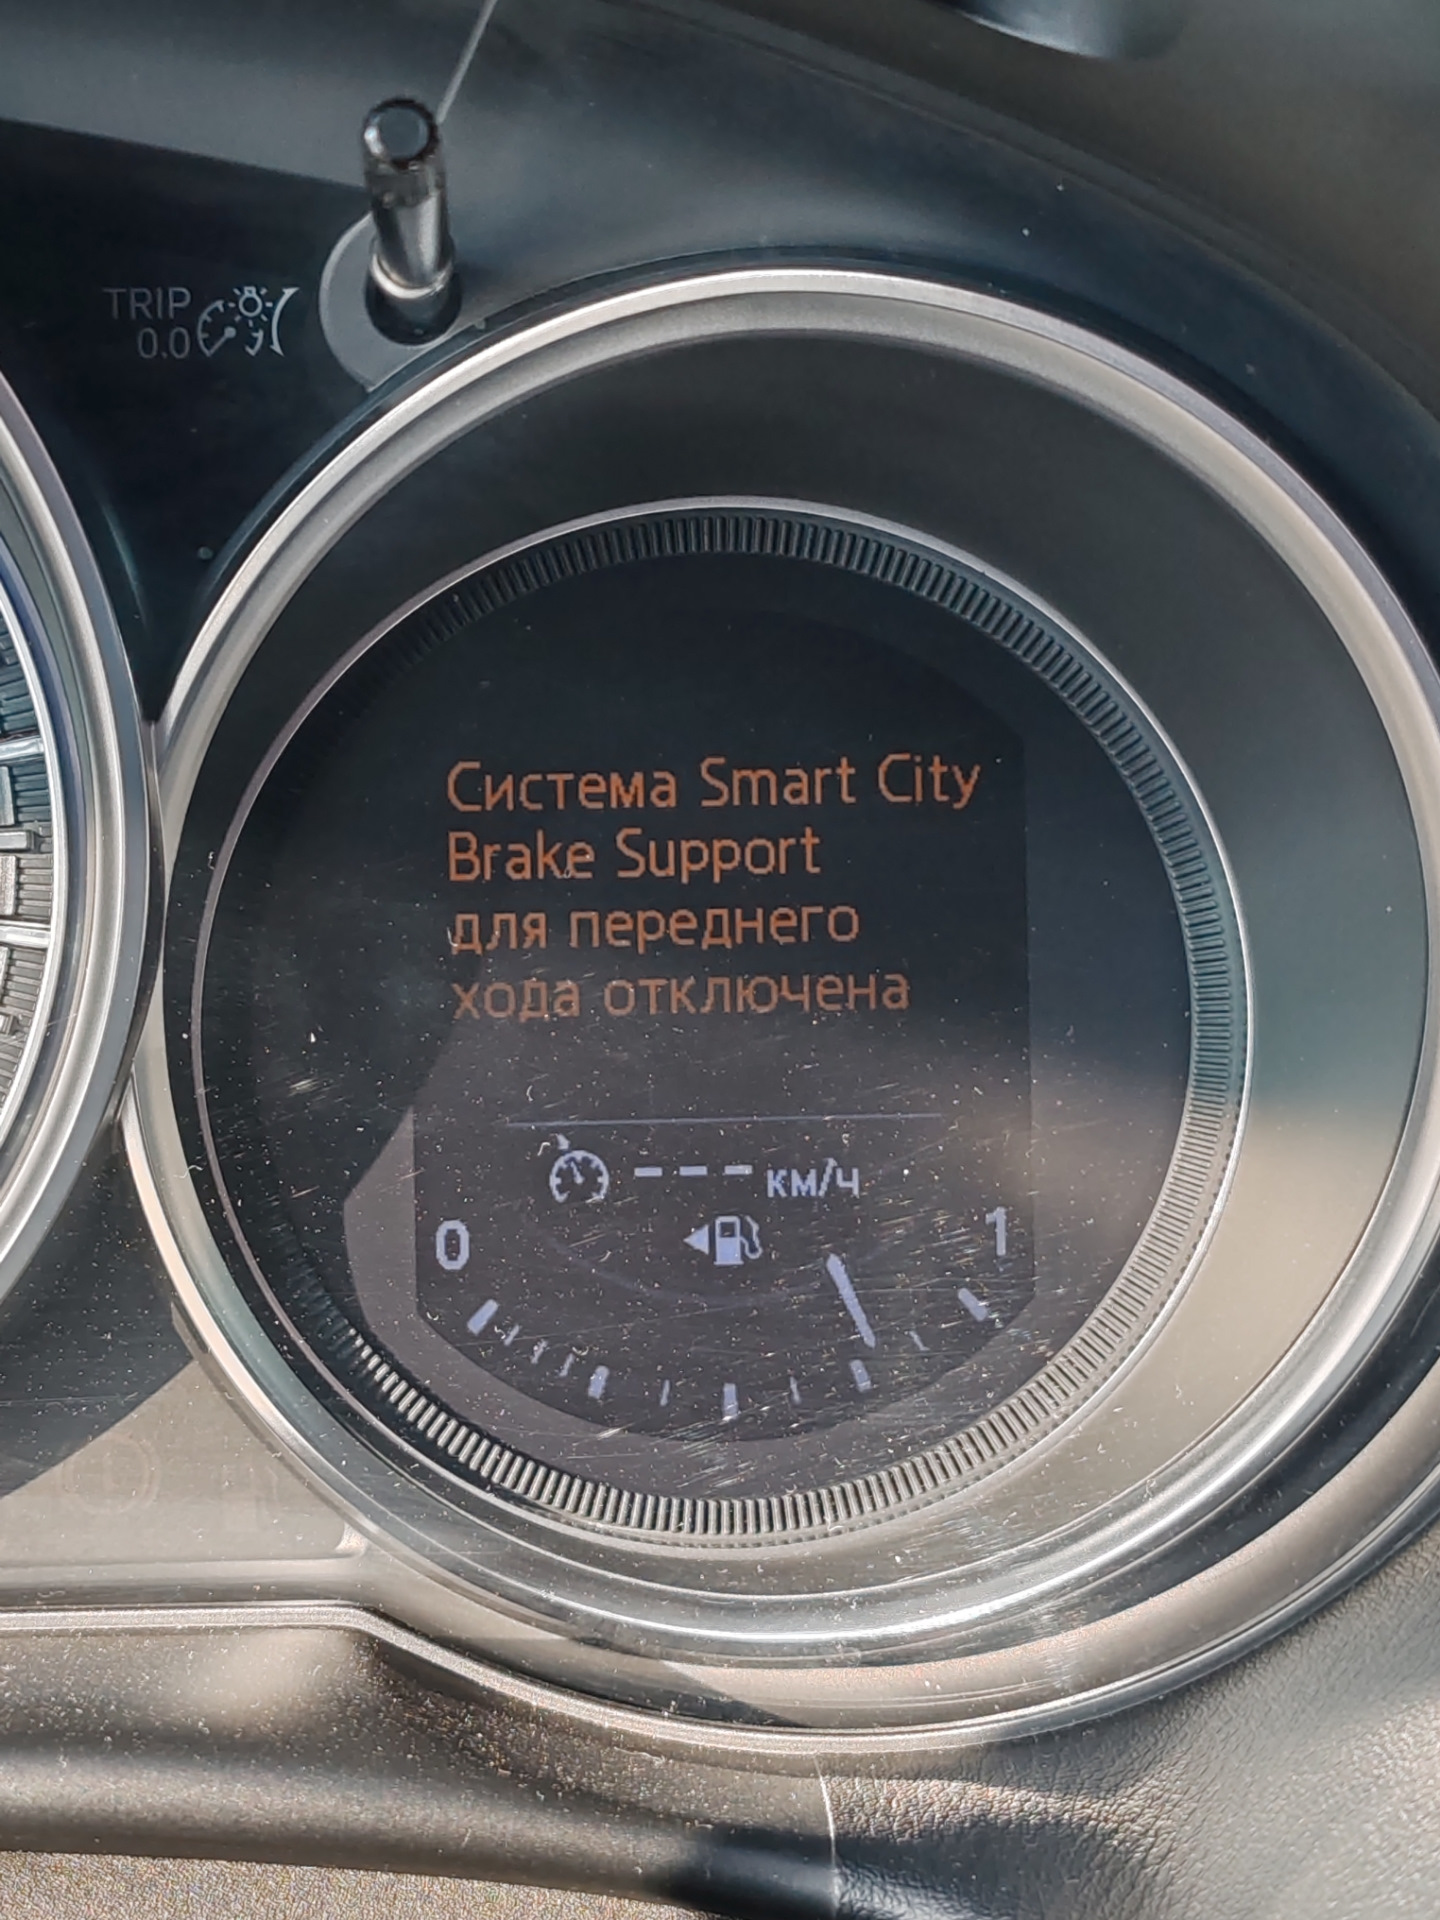 TRIP
0.0
Система Smart City
Brake Support
для переднего
хода отключена
--- км/ч
0 1